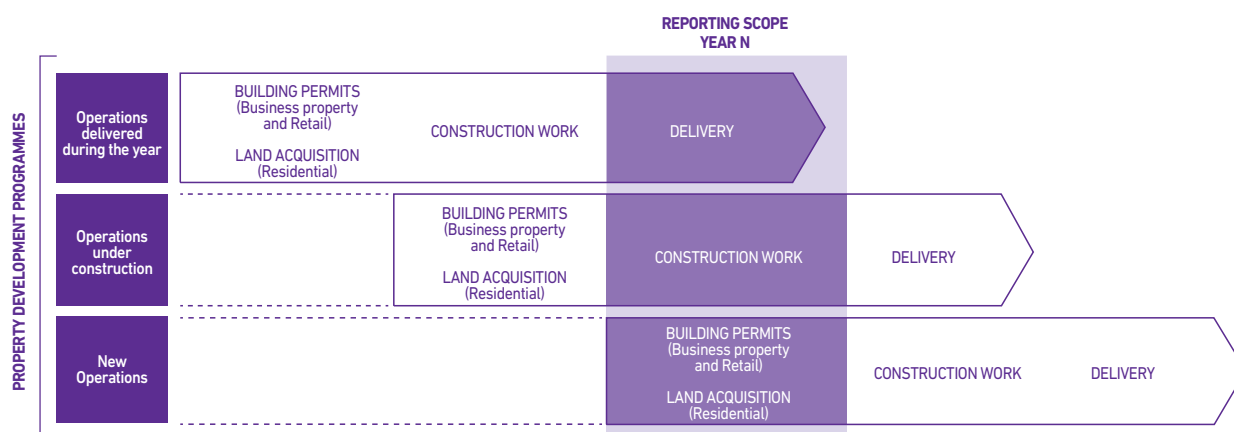 REPORTING SCOPE
YEAR N
PROPERTY DEVELOPMENT PROGRAMMES
Operations
delivered
during the year
BUILDING PERMITS
(Business property
and Retail)
LAND ACQUISITION
(Residential)
CONSTRUCTION WORK
DELIVERY
Operations
under
construction
BUILDING PERMITS
(Business property
and Retail)
LAND ACQUISITION
(Residential)
CONSTRUCTION WORK
DELIVERY
New
Operations
BUILDING PERMITS
(Business property
and Retail)
LAND ACQUISITION
(Residential)
CONSTRUCTION WORK
DELIVERY